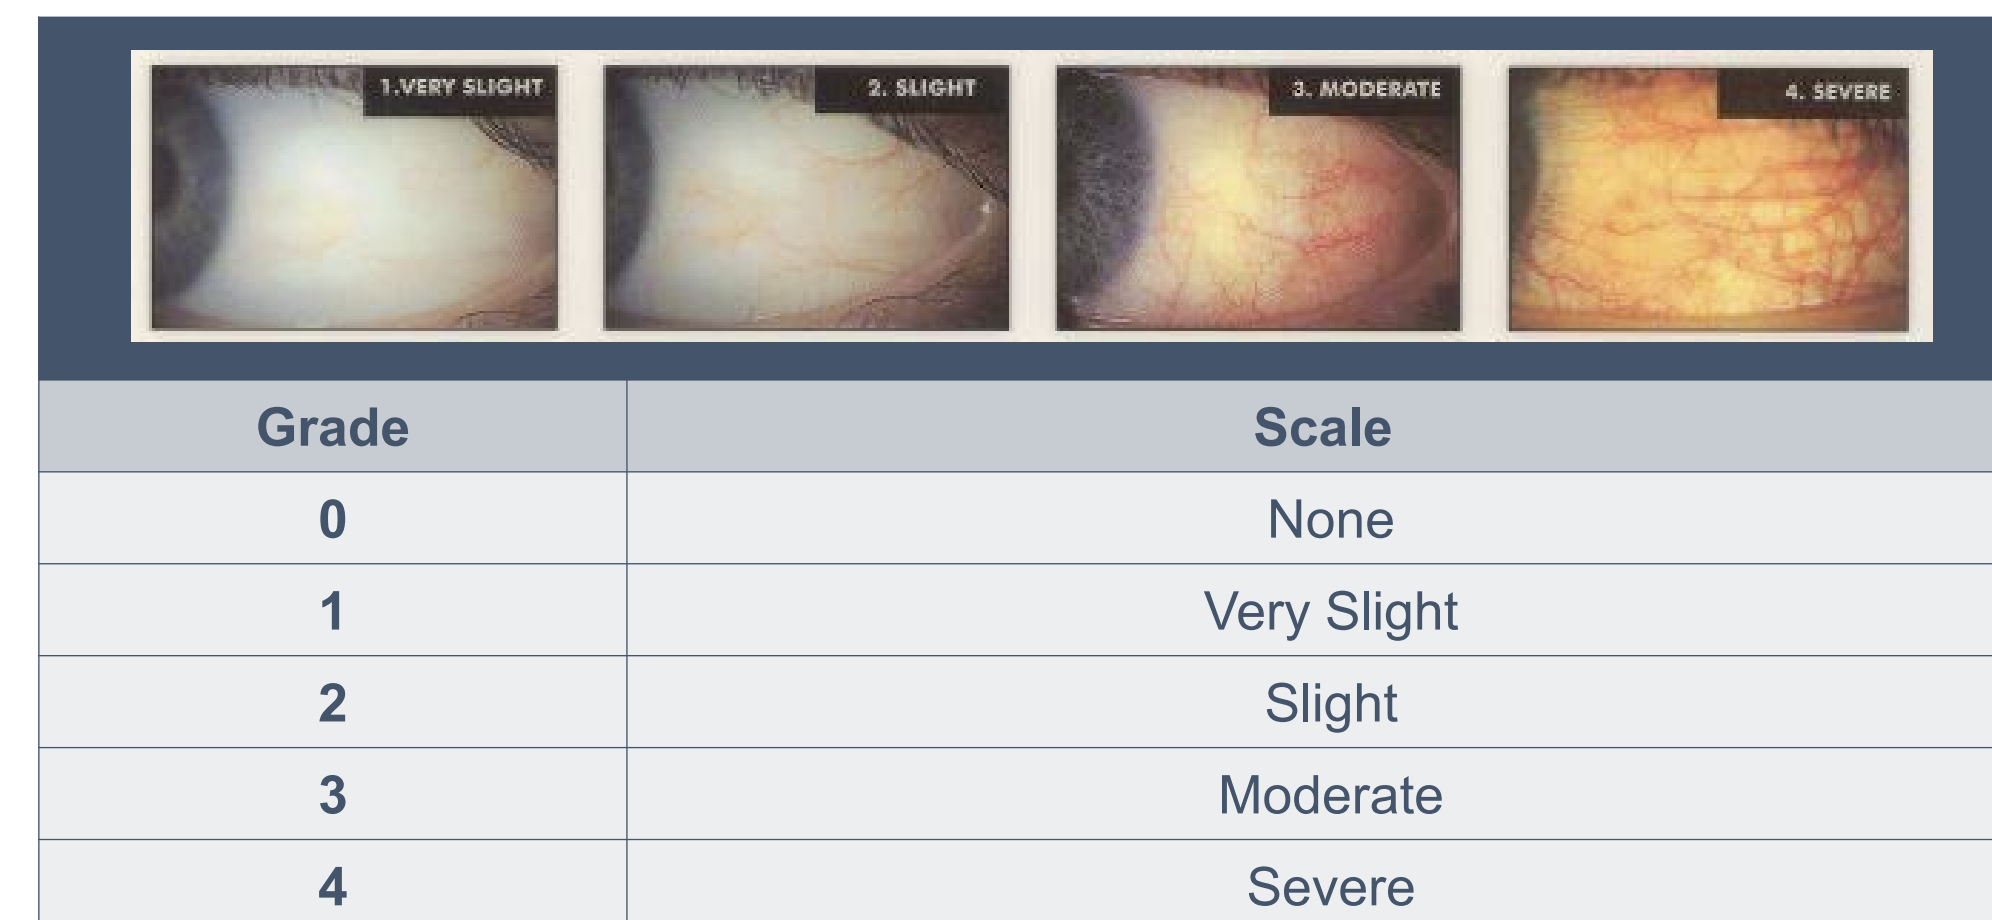 1.VERY SLIGHT
2. SLIGHT
3. MODERATE
4. SEVERE
Grade Scale
0 None
1 Very Slight
2 Slight
3 Moderate
4 Severe